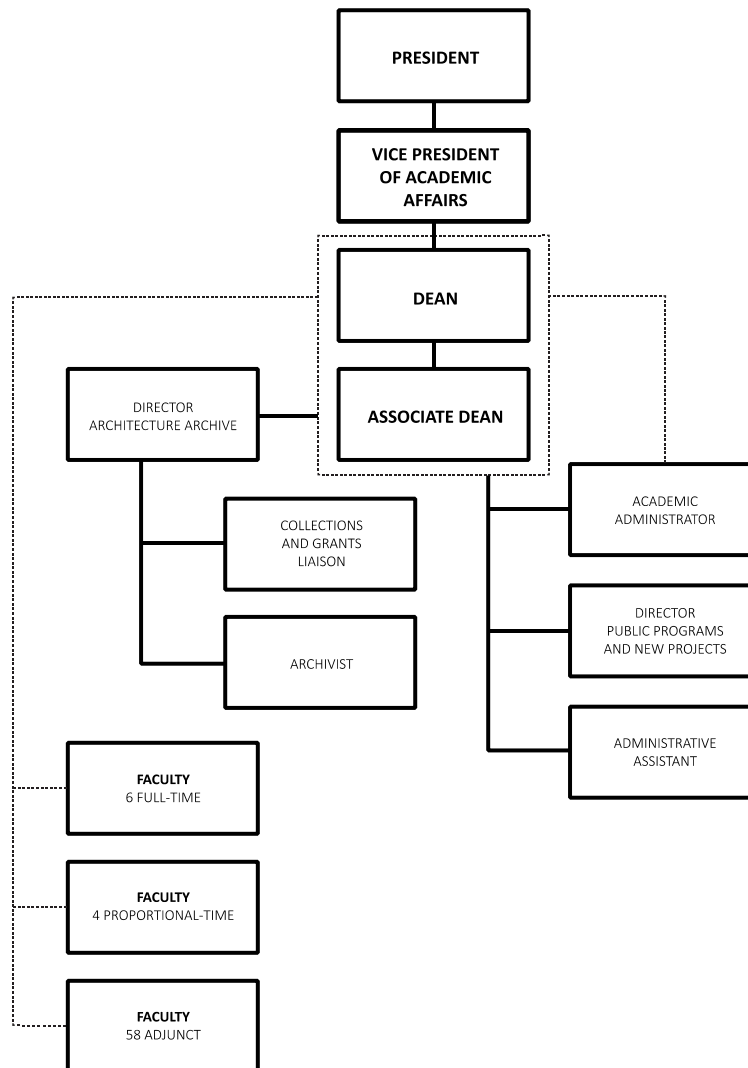 PRESIDENT
VICE PRESIDENT
OF ACADEMIC
AFFAIRS
DEAN
ASSOCIATE DEAN
DIRECTOR
ARCHITECTURE ARCHIVE
COLLECTIONS
AND GRANTS
LIAISON
ARCHIVIST
ACADEMIC
ADMINISTRATOR
DIRECTOR
PUBLIC PROGRAMS
AND NEW PROJECTS
ADMINISTRATIVE
ASSISTANT
FACULTY
6 FULL-TIME
FACULTY
4 PROPORTIONAL-TIME
FACULTY
58 ADJUNCT